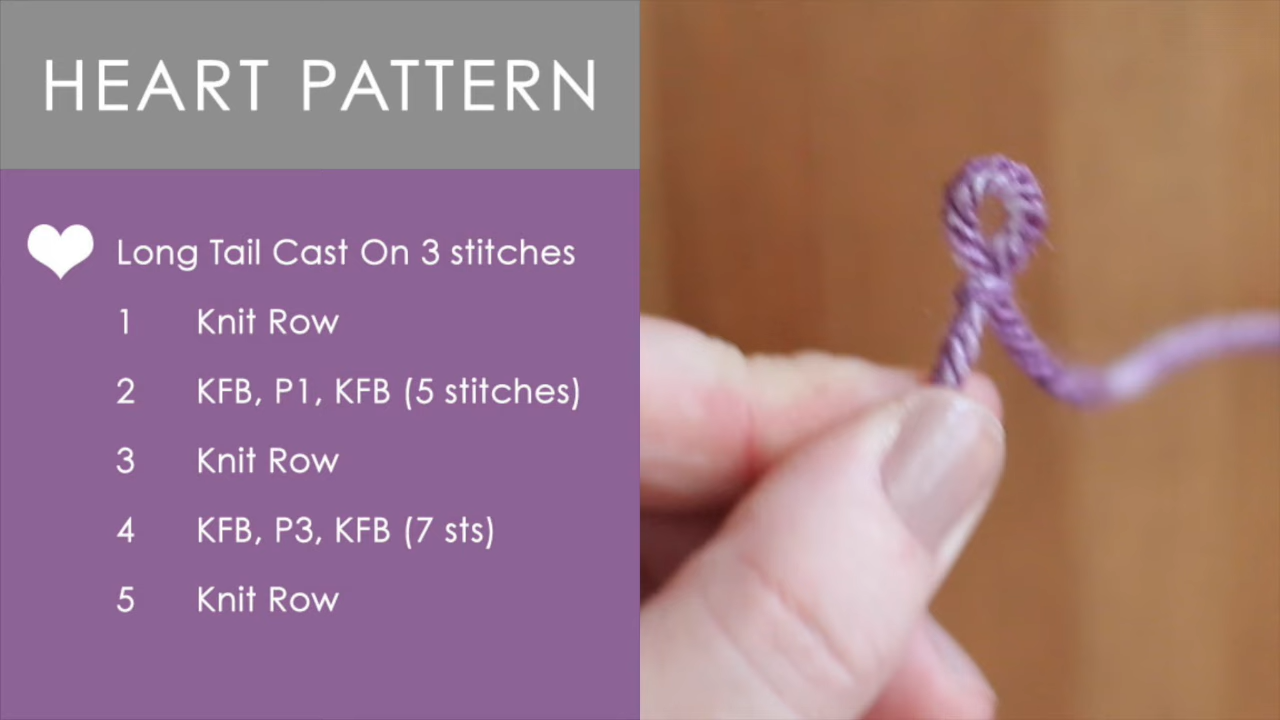 HEART PATTERN
Long Tail Cast On 3 stitches
1 Knit Row
2 KFB, P1, KFB (5 stitches)
3 Knit Row
4 KFB, P3, KFB (7 sts)
5 Knit Row